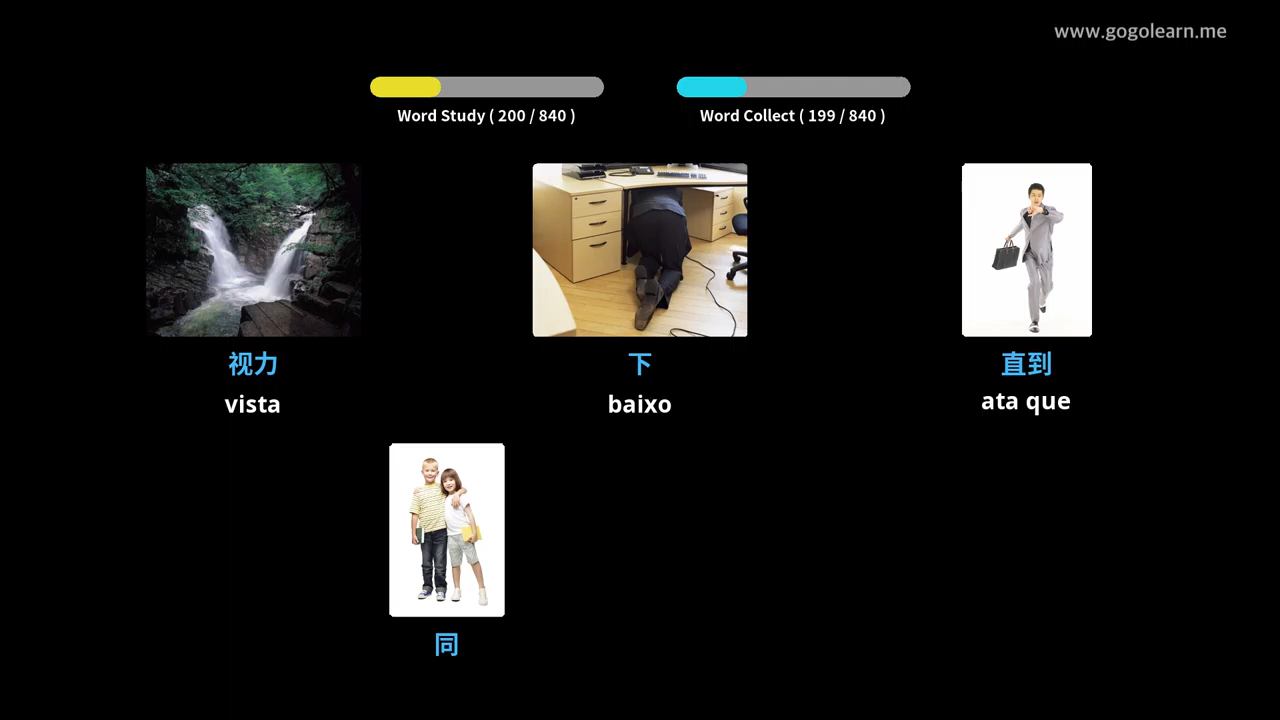 www.gogolearn.me
Word Study ( 200 / 840 )
Word Collect ( 199 / 840 )
视力
vista
下
baixo
直到
ata que
同